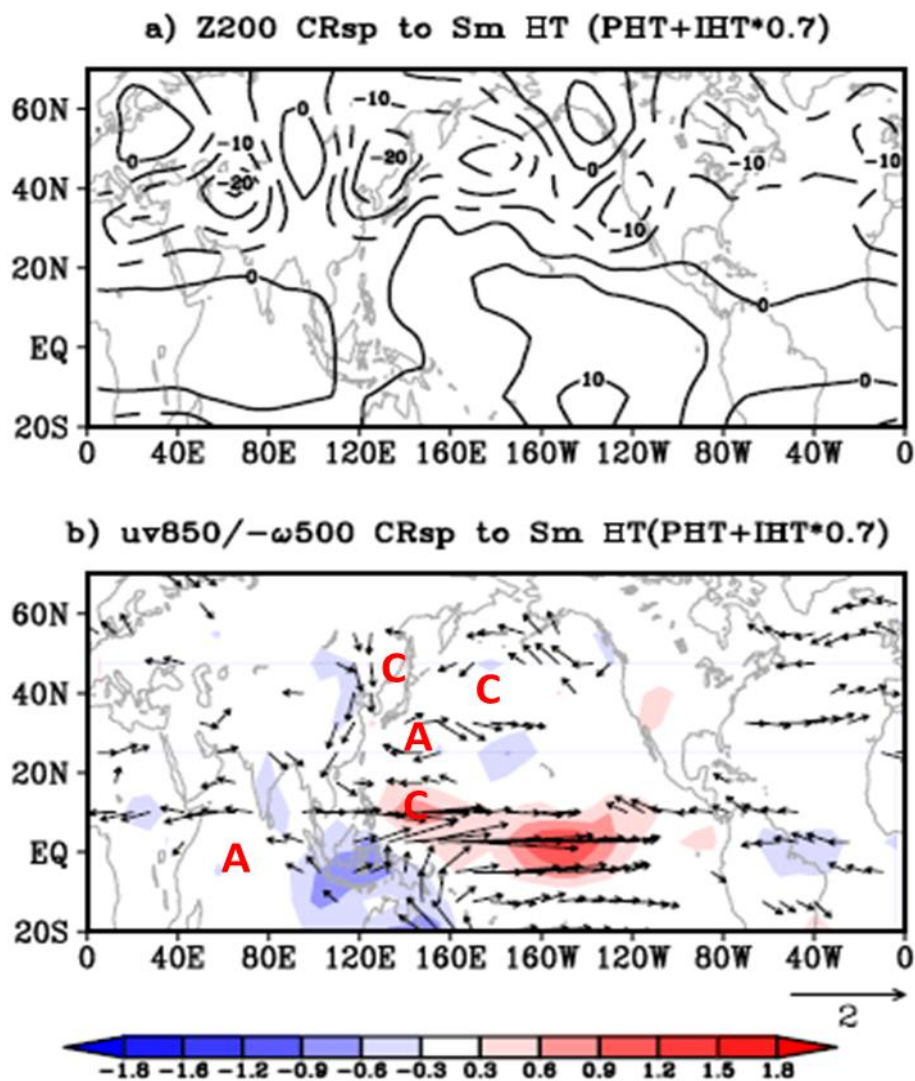 a) Z200 CRsp to Sm HT (PHT+IHT*0.7)
60N
40N
20N
EQ
20S
0 40E 80E 120E 160E 160W 120W 80W 40W 0
0
-10
-20
0
-10
-20
0
-10
-10
-10
0
0
10
0
b) uv850/-ω500 CRsp to Sm HT(PHT+IHT*0.7)
60N
40N
20N
EQ
20S
C
C
A
C
A
0 40E 80E 120E 160E 160W 120W 80W 40W 0
2
-1.8 -1.6 -1.2 -0.9 -0.6 -0.3 0.3 0.6 0.9 1.2 1.5 1.8